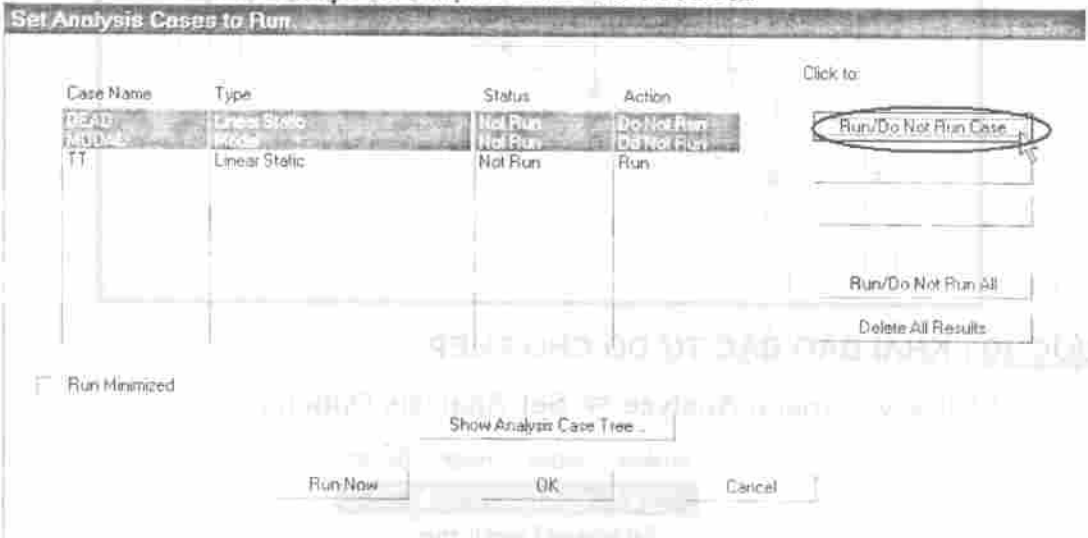 Set Analysis Cases to Run
Click to:
Case Name Type Status Action
DEAD Linear Static Not Run Do Not Run
MODAL Modal Not Run Do Not Run
TT Linear Static Not Run Run
Run/Do Not Run Case
Run/Do Not Run All
Delete All Results
Run Minimized
Show Analysis Case Tree...
Run Now OK Cancel